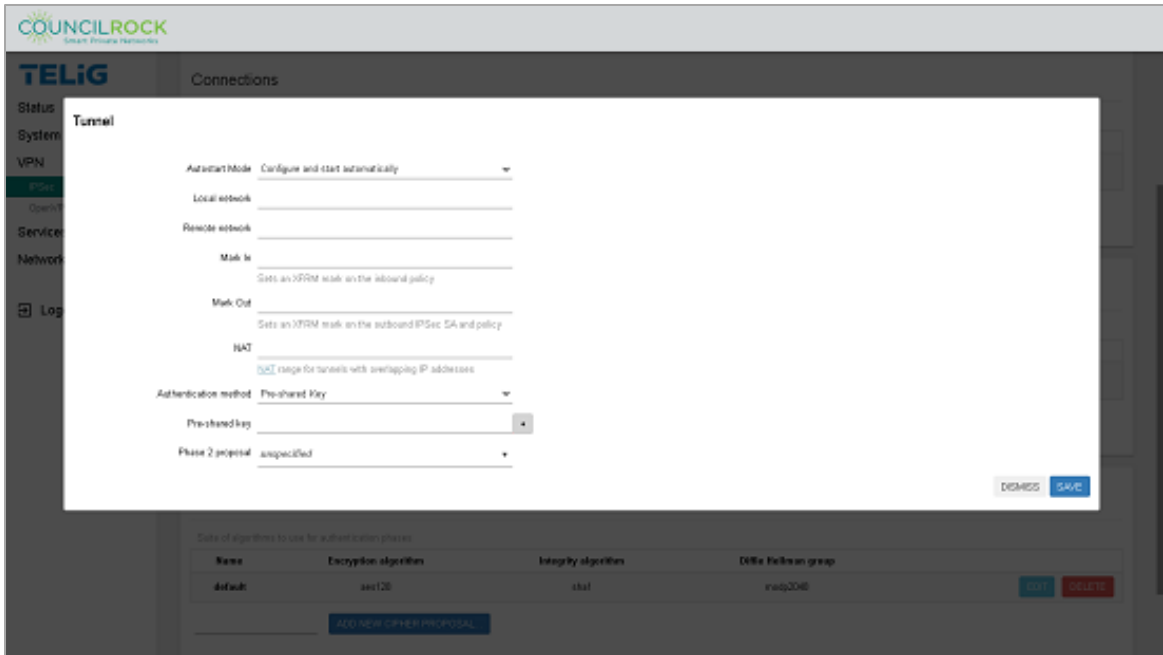 COUNCILROCK
Smart Private Networks
TELiG
Connections
Status
System
VPN
IPSec
OpenV
Service
Network
Log
Tunnel
Autostart Mode Configure and start automatically
Local network
Remote network
Mark In
Sets an XFRM mark on the inbound policy
Mark Out
Sets an XFRM mark on the outbound IPSec SA and policy
NAT
NAT range for tunnels with overlapping IP addresses
Authentication method Pre-shared Key
Pre-shared key
Phase 2 proposal unspecified
DISMISS SAVE
Suite of algorithms to use for authentication phases
Name Encryption algorithm Integrity algorithm Diffie Hellman group
default aes128 sha1 modp2048
EDIT DELETE
ADD NEW CIPHER PROPOSAL...